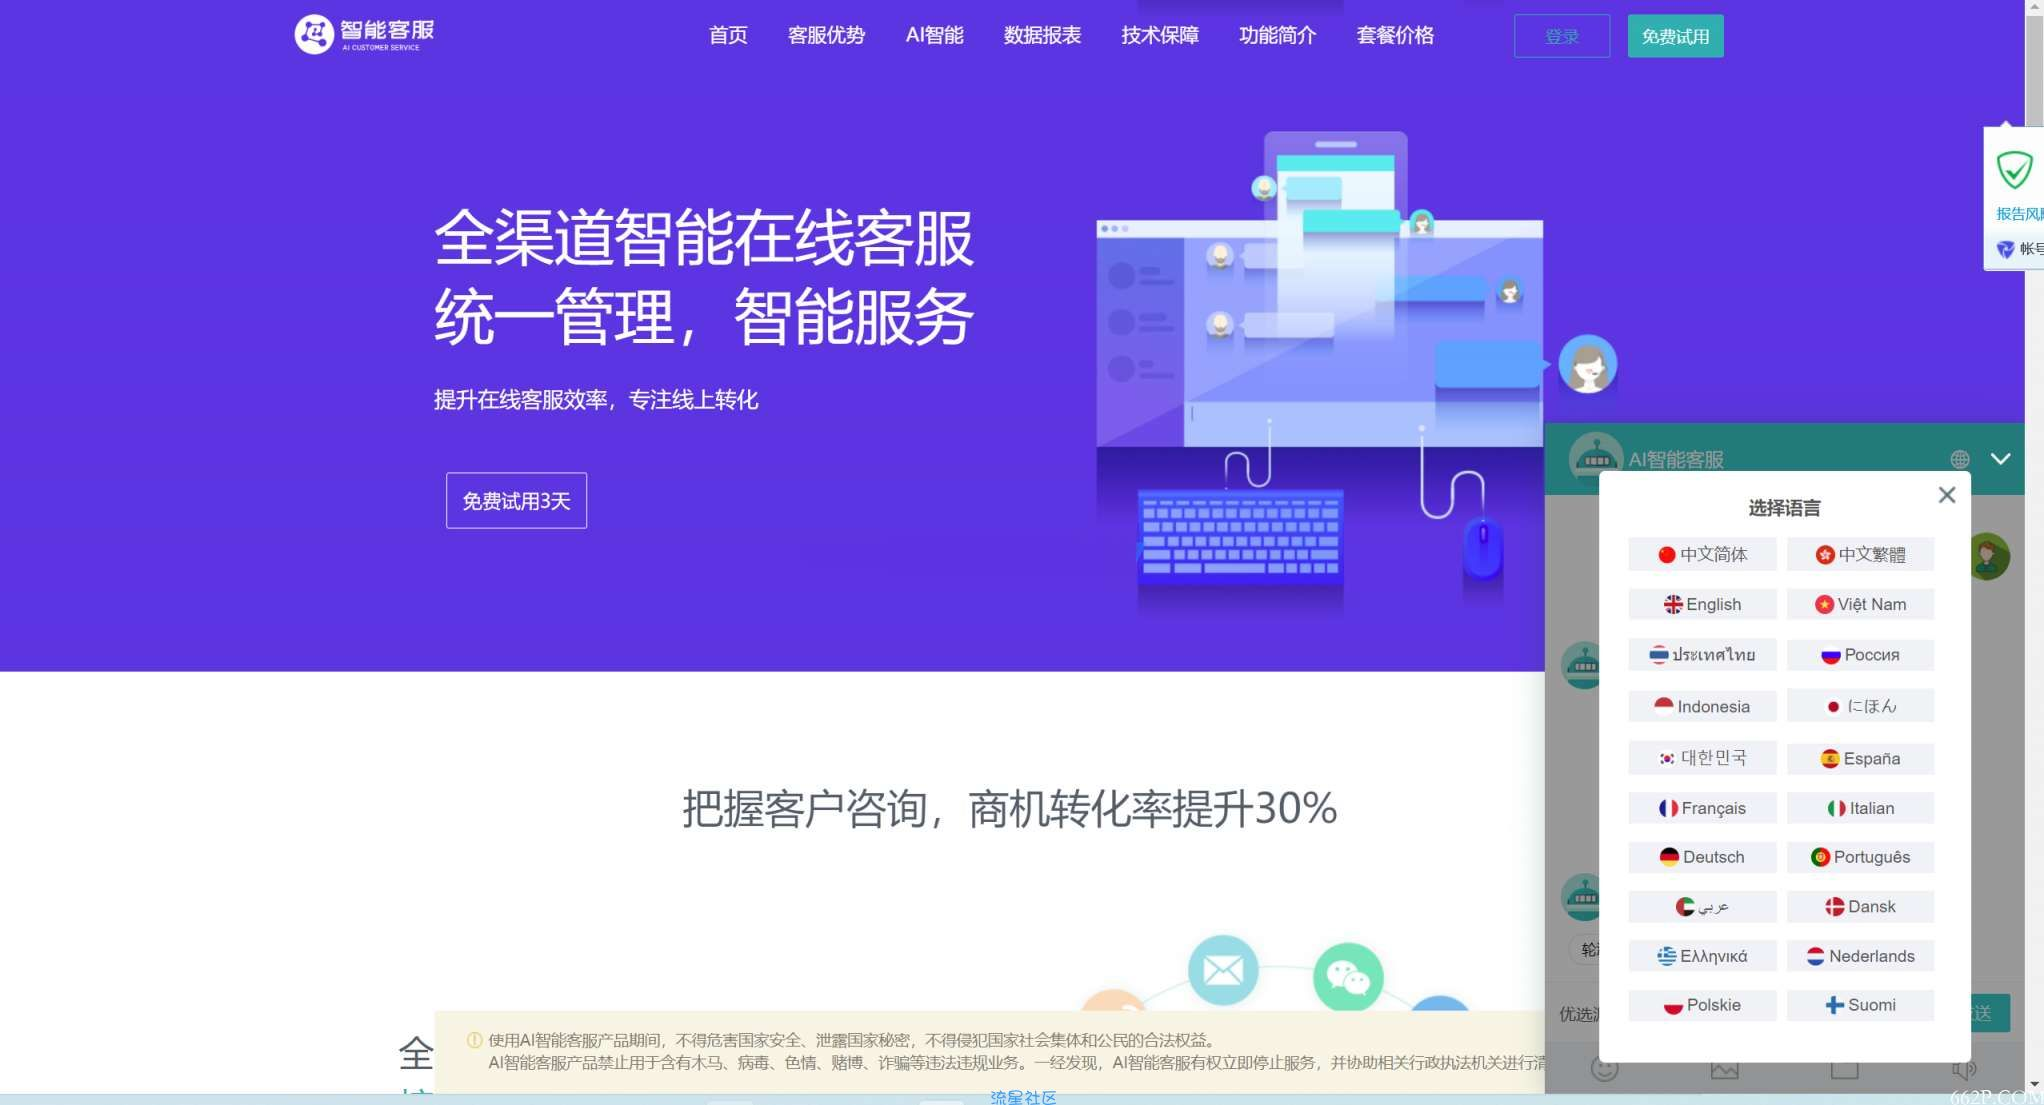 智能客服
AI CUSTOMER SERVICE
首页
客服优势
AI智能
数据报表
技术保障
功能简介
套餐价格
登录
免费试用
全渠道智能在线客服
统一管理，智能服务
提升在线客服效率，专注线上转化
免费试用3天
AI智能客服
选择语言
中文简体
中文繁體
English
Việt Nam
ประเทศไทย
Россия
Indonesia
にほん
대한민국
España
Français
Italian
Deutsch
Português
عربي
Dansk
Ελληνικά
Nederlands
Polskie
Suomi
优选
送
把握客户咨询，商机转化率提升30%
全
使用AI智能客服产品期间，不得危害国家安全、泄露国家秘密，不得侵犯国家社会集体和公民的合法权益。
AI智能客服产品禁止用于含有木马、病毒、色情、赌博、诈骗等违法违规业务。一经发现，AI智能客服有权立即停止服务，并协助相关行政执法机关进行清
报告风
帐号
流星社区
662P.COM